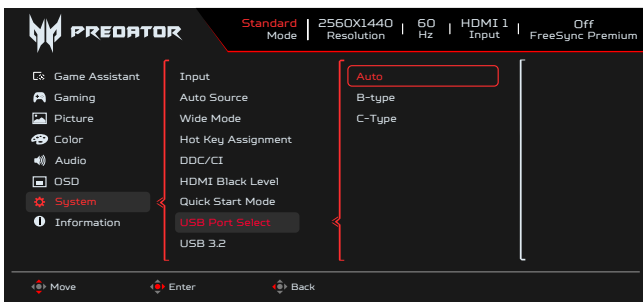 PREDATOR
Standard Mode
2560X1440 Resolution
60 Hz
HDMI 1 Input
Off FreeSync Premium
Game Assistant
Gaming
Picture
Color
Audio
OSD
System
Information
Input
Auto Source
Wide Mode
Hot Key Assignment
DDC/CI
HDMI Black Level
Quick Start Mode
USB Port Select
USB 3.2
Auto
B-type
C-Type
Move
Enter
Back